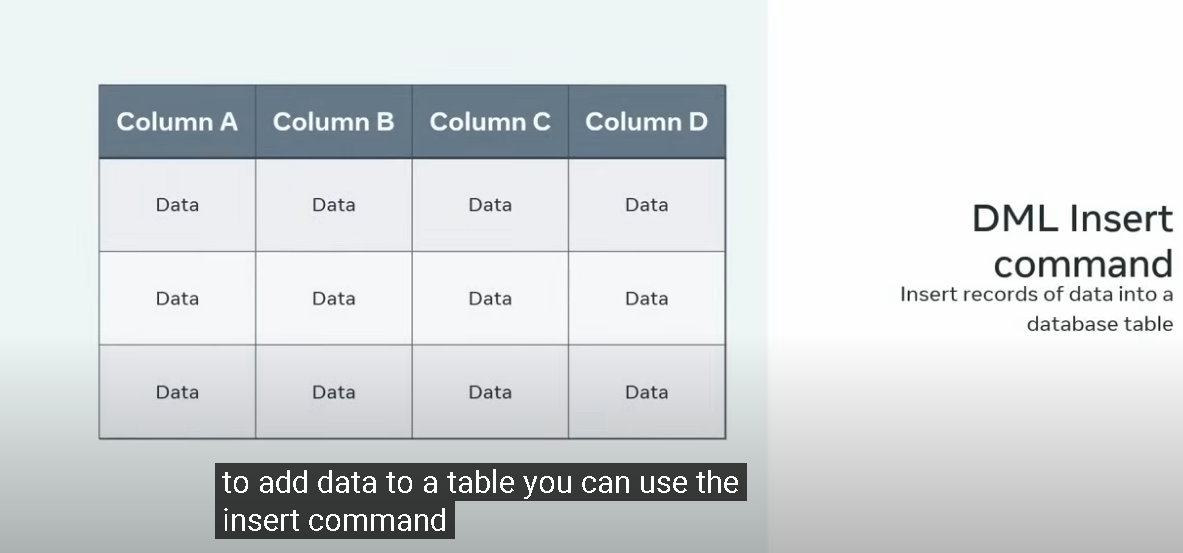 Column A Column B Column C Column D
Data Data Data Data
Data Data Data Data
Data Data Data Data
DML Insert
command
Insert records of data into a
database table
to add data to a table you can use the
insert command